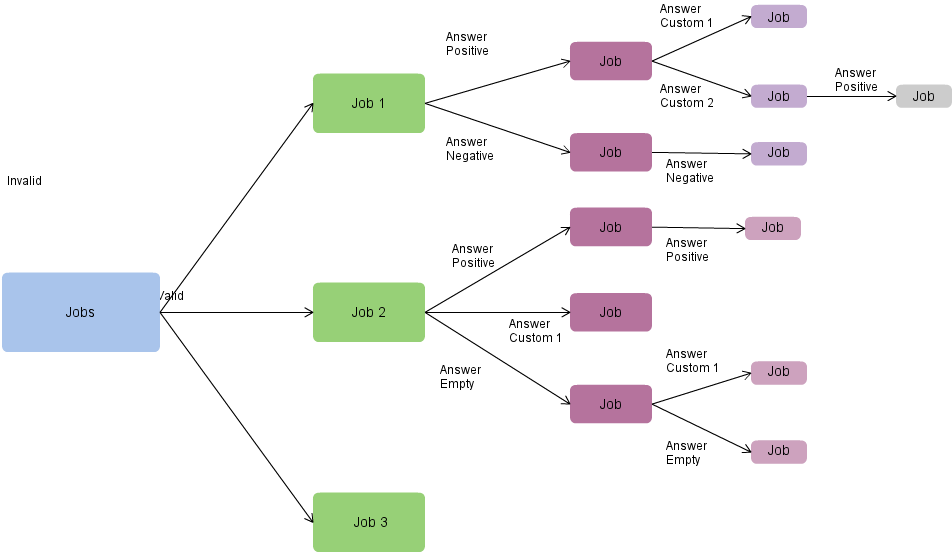 Invalid
Jobs
Valid
Job 1
Job 2
Job 3
Answer
Positive
Answer
Negative
Job
Job
Answer
Custom 1
Answer
Custom 2
Job
Job
Answer
Positive
Job
Answer
Negative
Job
Answer
Positive
Answer
Custom 1
Answer
Empty
Job
Job
Job
Answer
Positive
Job
Answer
Custom 1
Answer
Empty
Job
Job